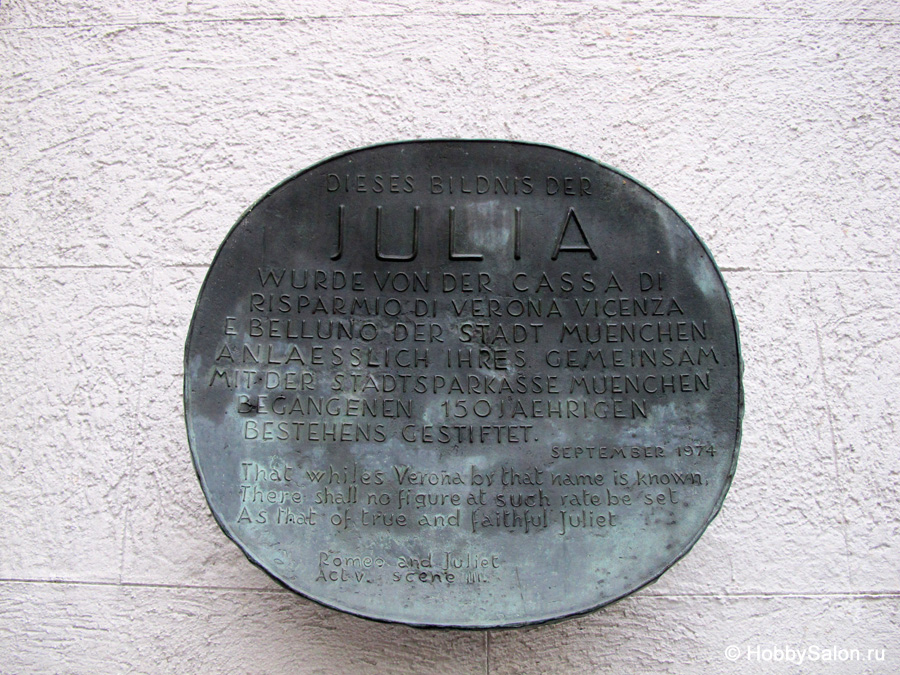 DIESES BILDNIS DER
JULIA
WURDE VON DER CASSA DI
RISPARMIO DI VERONA VICENZA
E BELLUNO DER STADT MUENCHEN
ANLAESSLICH IHRES GEMEINSAM
MIT DER STADTSPARKASSE MUENCHEN
BEGANGENEN 150JAEHRIGEN
BESTEHENS GESTIFTET.
SEPTEMBER 1974
That whiles Verona by that name is known,
There shall no figure at such rate be set
As that of true and faithful Juliet.
Romeo and Juliet
Act v. scene III.
© HobbySalon.ru